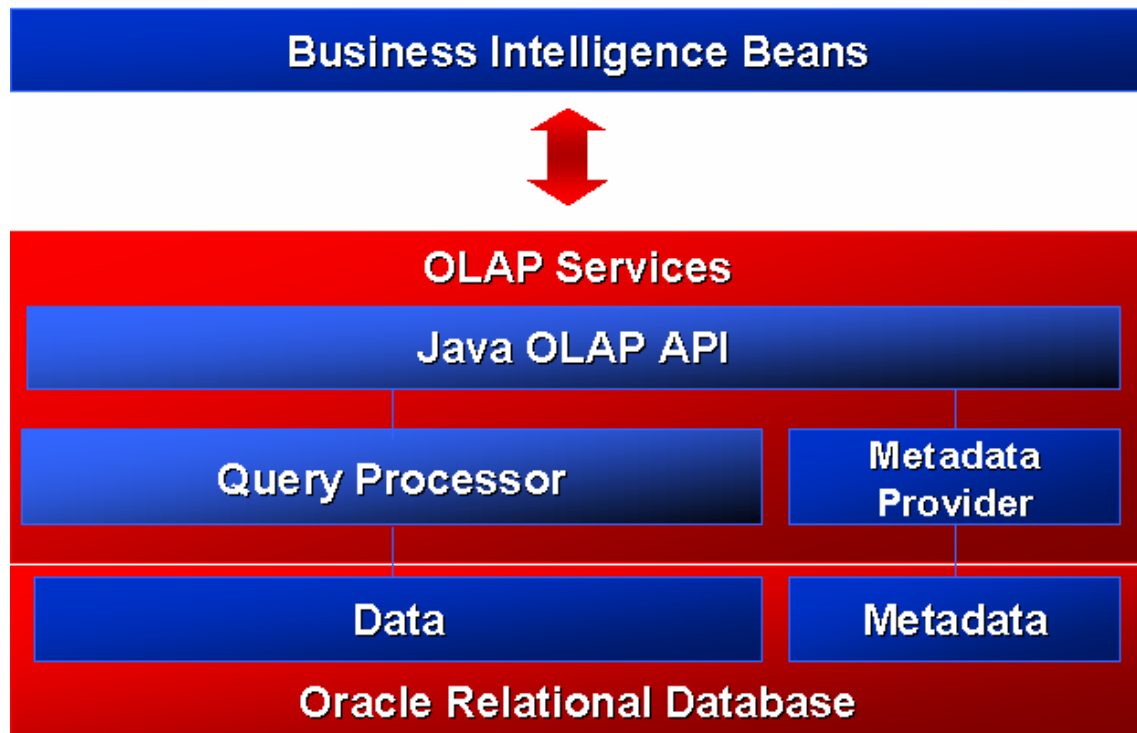 Business Intelligence Beans
OLAP Services
Java OLAP API
Query Processor
Metadata
Provider
Data
Metadata
Oracle Relational Database